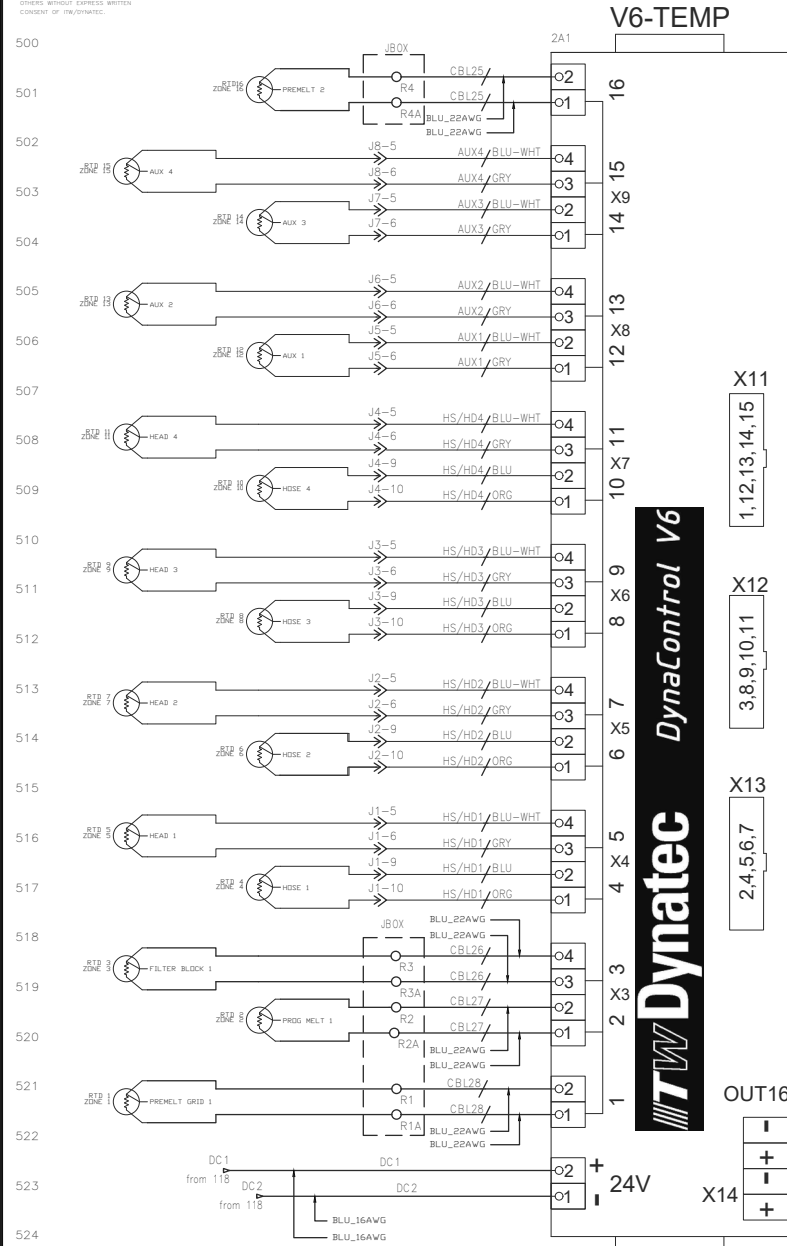 OTHERS WITHOUT EXPRESS WRITTEN
CONSENT OF ITW/DYNATEC.
V6-TEMP
2A1
500
JBOX
RTD16
ZONE 16
PREMELT 2
R4
CBL25
2
501
R4A
CBL25
1
16
BLU_22AWG
BLU_22AWG
502
RTD 15
ZONE 15
AUX 4
J8-5
AUX4
BLU-WHT
4
15
503
J8-6
AUX4
GRY
3
X9
RTD 14
ZONE 14
AUX 3
J7-5
AUX3
BLU-WHT
2
14
504
J7-6
AUX3
GRY
1
505
RTD 13
ZONE 13
AUX 2
J6-5
AUX2
BLU-WHT
4
13
J6-6
AUX2
GRY
3
X8
506
RTD 12
ZONE 12
AUX 1
J5-5
AUX1
BLU-WHT
2
12
J5-6
AUX1
GRY
1
507
X11
1,12,13,14,15
508
RTD 11
ZONE 11
HEAD 4
J4-5
HS/HD4
BLU-WHT
4
11
J4-6
HS/HD4
GRY
3
X7
509
RTD 10
ZONE 10
HOSE 4
J4-9
HS/HD4
BLU
2
10
J4-10
HS/HD4
ORG
1
510
RTD 9
ZONE 9
HEAD 3
J3-5
HS/HD3
BLU-WHT
4
9
511
J3-6
HS/HD3
GRY
3
X6
RTD 8
ZONE 8
HOSE 3
J3-9
HS/HD3
BLU
2
8
512
J3-10
HS/HD3
ORG
1
X12
3,8,9,10,11
513
RTD 7
ZONE 7
HEAD 2
J2-5
HS/HD2
BLU-WHT
4
7
J2-6
HS/HD2
GRY
3
X5
514
RTD 6
ZONE 6
HOSE 2
J2-9
HS/HD2
BLU
2
6
J2-10
HS/HD2
ORG
1
515
X13
2,4,5,6,7
516
RTD 5
ZONE 5
HEAD 1
J1-5
HS/HD1
BLU-WHT
4
5
J1-6
HS/HD1
GRY
3
X4
517
RTD 4
ZONE 4
HOSE 1
J1-9
HS/HD1
BLU
2
4
J1-10
HS/HD1
ORG
1
ITW Dynatec DynaControl V6
518
JBOX
BLU_22AWG
BLU_22AWG
RTD 3
ZONE 3
FILTER BLOCK 1
R3
CBL26
4
3
519
R3A
CBL26
3
X3
RTD 2
ZONE 2
PROG MELT 1
R2
CBL27
2
2
520
R2A
CBL27
1
BLU_22AWG
BLU_22AWG
521
RTD 1
ZONE 1
PREMELT GRID 1
R1
CBL28
2
1
R1A
CBL28
1
522
BLU_22AWG
BLU_22AWG
OUT16
-
+
-
+
X14
DC1
from 118
DC1
2
+
523
DC2
from 118
DC2
1
-
24V
BLU_16AWG
524
BLU_16AWG